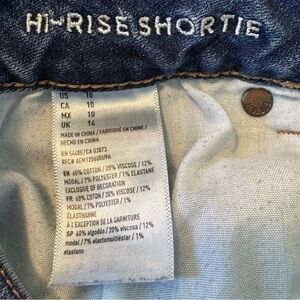 HI-RISE SHORTIE
US 10
CA 10
MX 10
UK 14
MADE IN CHINA / FABRIQUÉ EN CHINE /
HECHO EN CHINA
RN 54485/CA 03873
EN 60% COTTON / 20% VISCOSE / 12%
MODAL / 7% POLYESTER / 1% ELASTANE
EXCLUSIVE OF DECORATION
FR 60% COTON / 20% VISCOSE / 12%
MODAL / 7% POLYESTER / 1%
ÉLASTHANNE
À L'EXCEPTION DE LA GARNITURE
SP 60% algodón / 20% viscosa / 12%
modal / 7% elastomultiéster / 1%
elastano